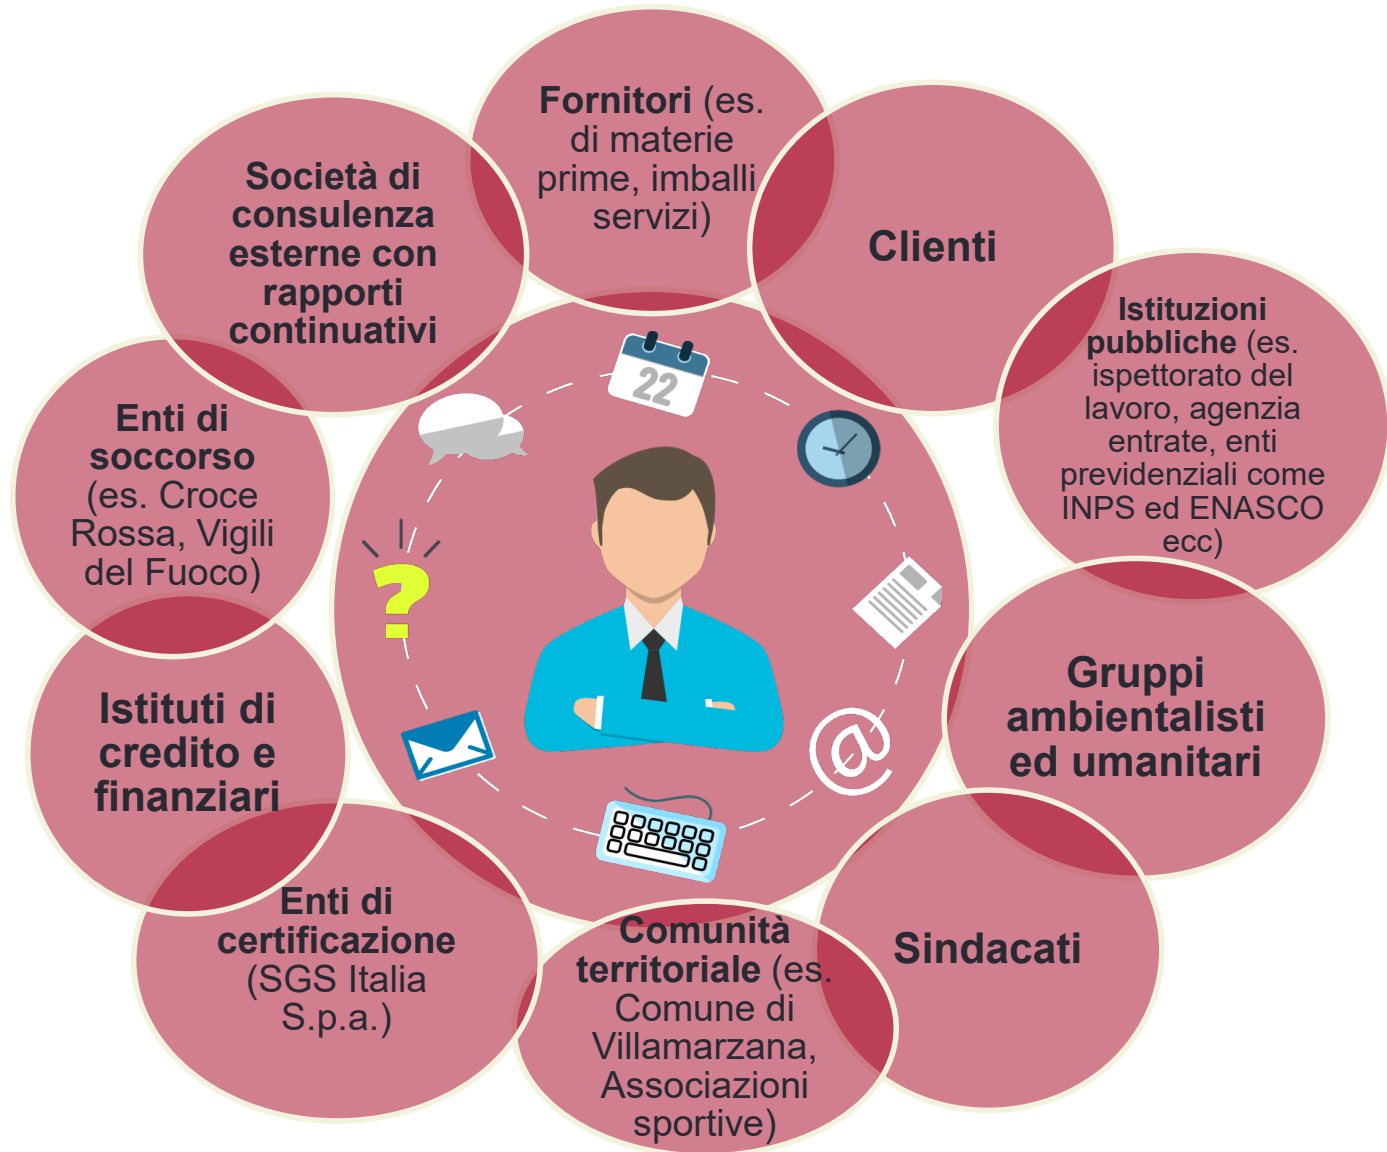 Fornitori (es.
di materie
prime, imballi
servizi)
Clienti
Istituzioni
pubbliche (es.
ispettorato del
lavoro, agenzia
entrate, enti
previdenziali come
INPS ed ENASCO
ecc)
Gruppi
ambientalisti
ed umanitari
Sindacati
Comunità
territoriale (es.
Comune di
Villamarzana,
Associazioni
sportive)
Enti di
certificazione
(SGS Italia
S.p.a.)
Istituti di
credito e
finanziari
Enti di
soccorso
(es. Croce
Rossa, Vigili
del Fuoco)
Società di
consulenza
esterne con
rapporti
continuativi
22
?
@